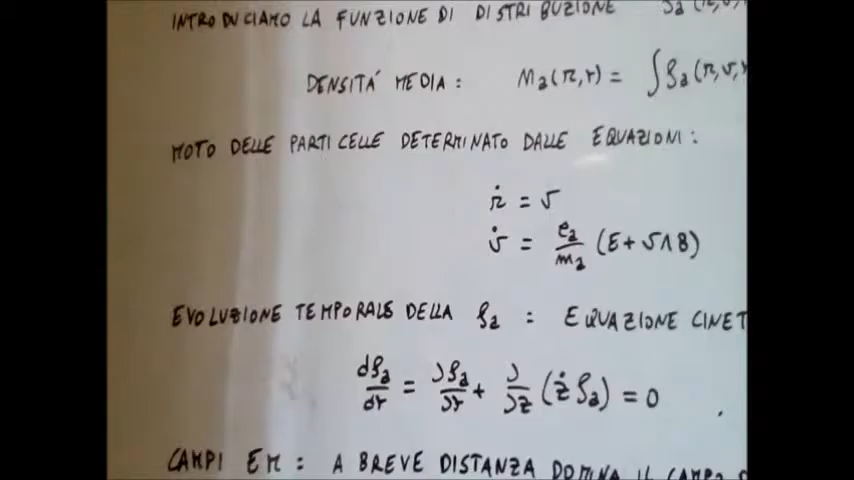 INTRODUCIAMO LA FUNZIONE DI DISTRIBUZIONE
DENSITA' MEDIA : n_a(r,t) = ∫ f_a(r,v,
MOTO DELLE PARTICELLE DETERMINATO DALLE EQUAZIONI :
ṙ = v
v̇ = e_a/m_a (E + v∧B)
EVOLUZIONE TEMPORALE DELLA f_a : EQUAZIONE CINET
df_a/dt = ∂f_a/∂t + ∂/∂z (ż f_a) = 0
CAMPI EM : A BREVE DISTANZA DOMINA IL CAMPO